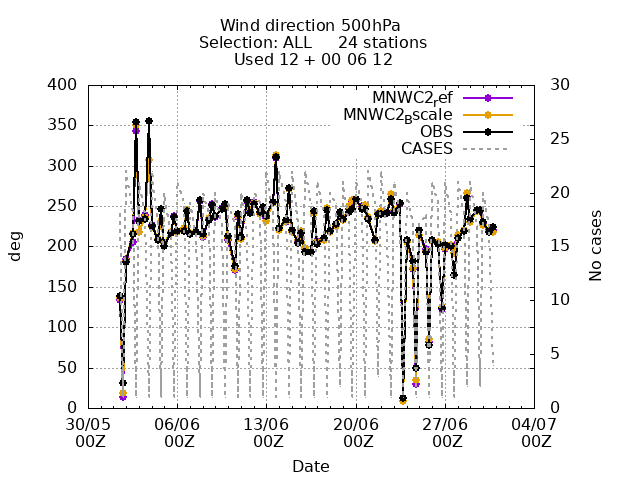 Wind direction 500hPa
Selection: ALL 24 stations
Used 12 + 00 06 12
400 350 300 250 200 150 100 50 0
deg
MNWC2ref
MNWC2Bscale
OBS
CASES
30 25 20 15 10 5 0
No cases
30/05 06/06 13/06 20/06 27/06 04/07
00Z 00Z 00Z 00Z 00Z 00Z
Date